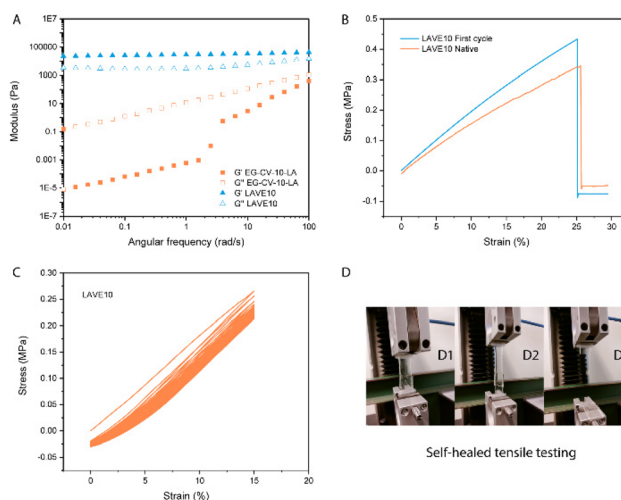 A
1E7
100000
1000
10
0.1
0.001
1E-5
1E-7
0.01
0.1
1
10
100
Modulus (Pa)
Angular frequency (rad/s)
G' EG-CV-10-LA
G'' EG-CV-10-LA
G' LAVE10
G'' LAVE10
B
LAVE10 First cycle
LAVE10 Native
0.5
0.4
0.3
0.2
0.1
0.0
-0.1
0
5
10
15
20
25
30
Stress (MPa)
Strain (%)
C
LAVE10
0.30
0.25
0.20
0.15
0.10
0.05
0.00
-0.05
0
5
10
15
20
Stress (MPa)
Strain (%)
D
D1
D2
D
Self-healed tensile testing